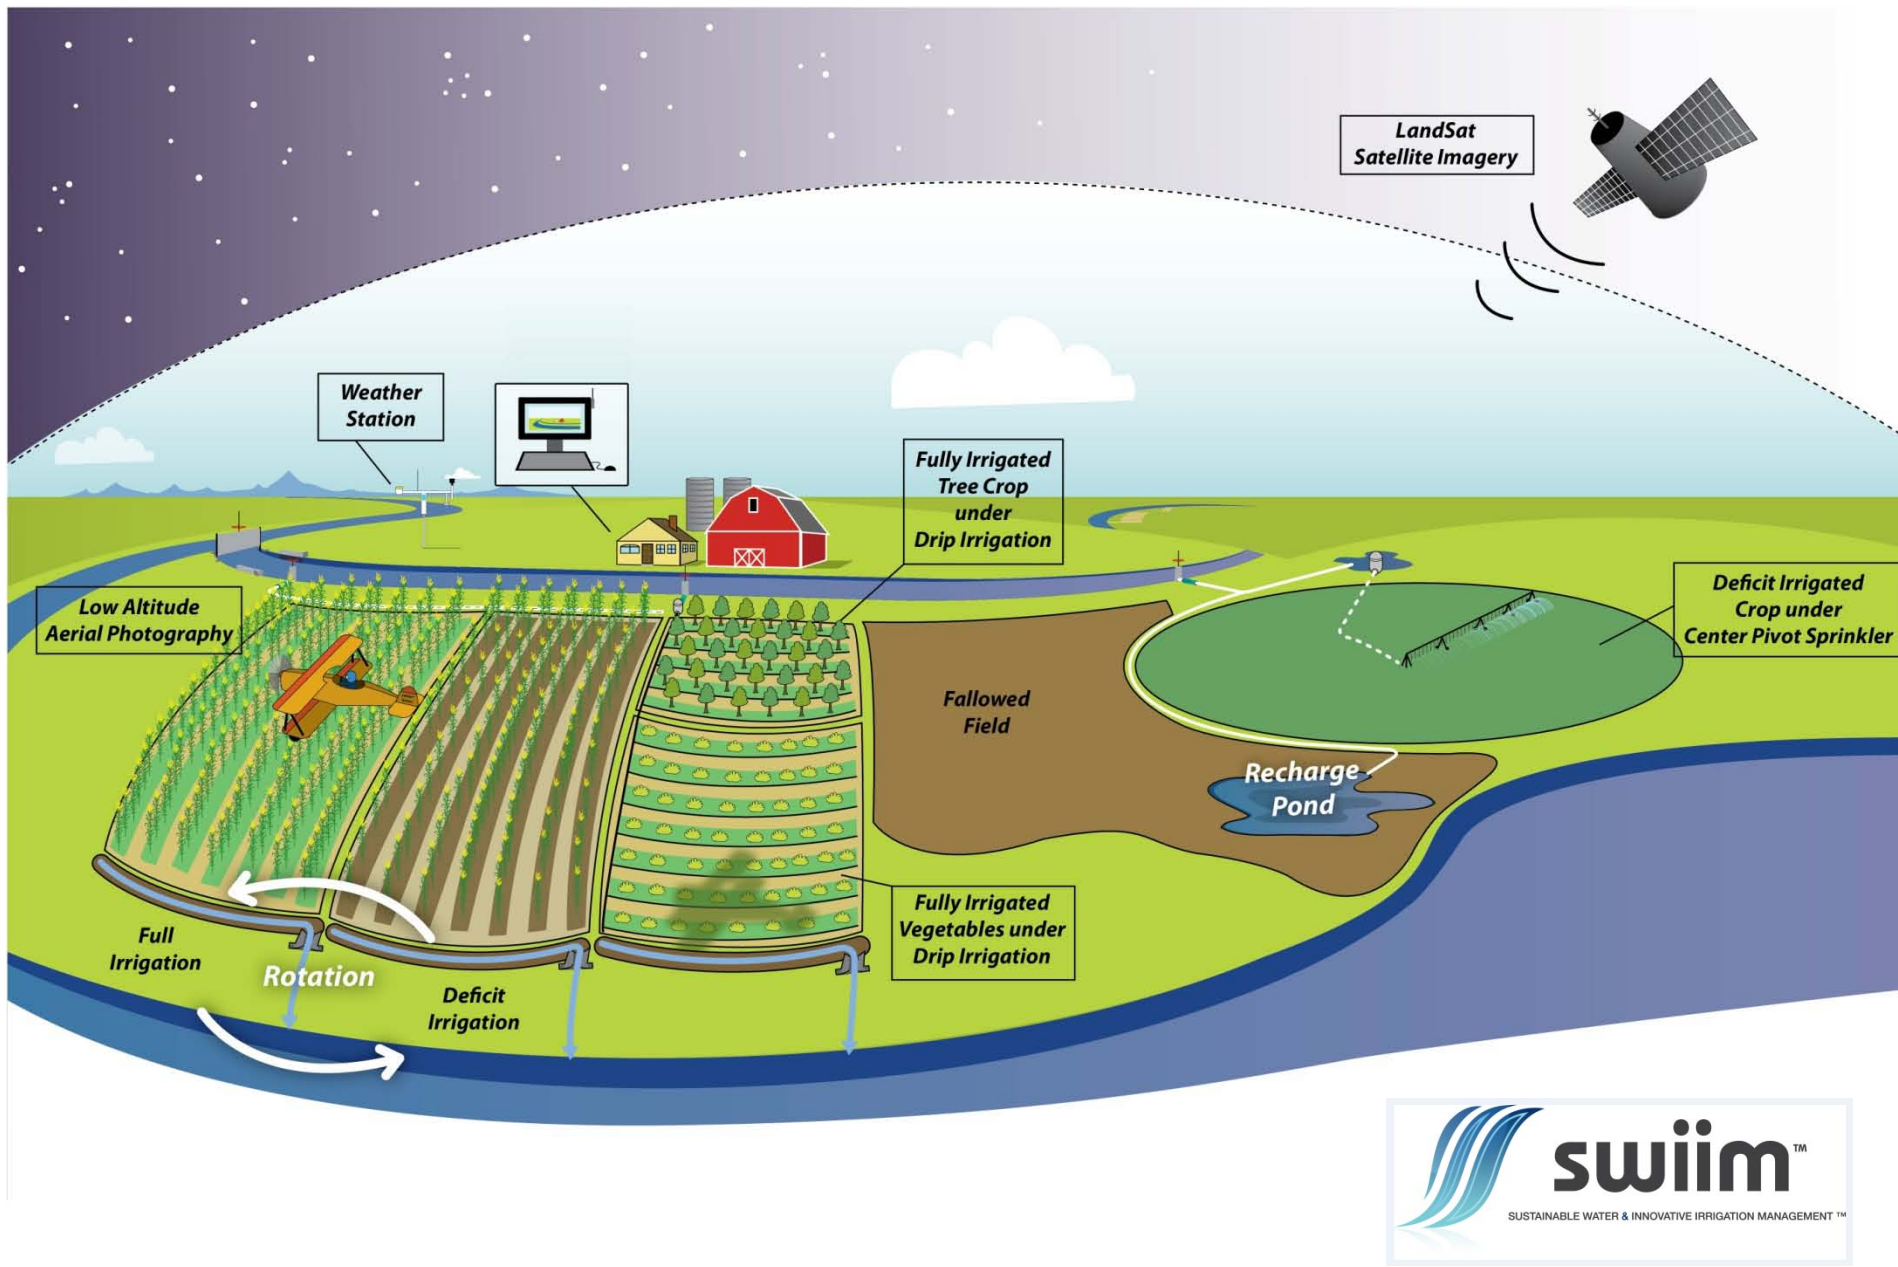 LandSat
Satellite Imagery
Weather
Station
Fully Irrigated
Tree Crop
under
Drip Irrigation
Low Altitude
Aerial Photography
Deficit Irrigated
Crop under
Center Pivot Sprinkler
Fallowed
Field
Recharge
Pond
Fully Irrigated
Vegetables under
Drip Irrigation
Full
Irrigation
Rotation
Deficit
Irrigation
swiim™
SUSTAINABLE WATER & INNOVATIVE IRRIGATION MANAGEMENT ™